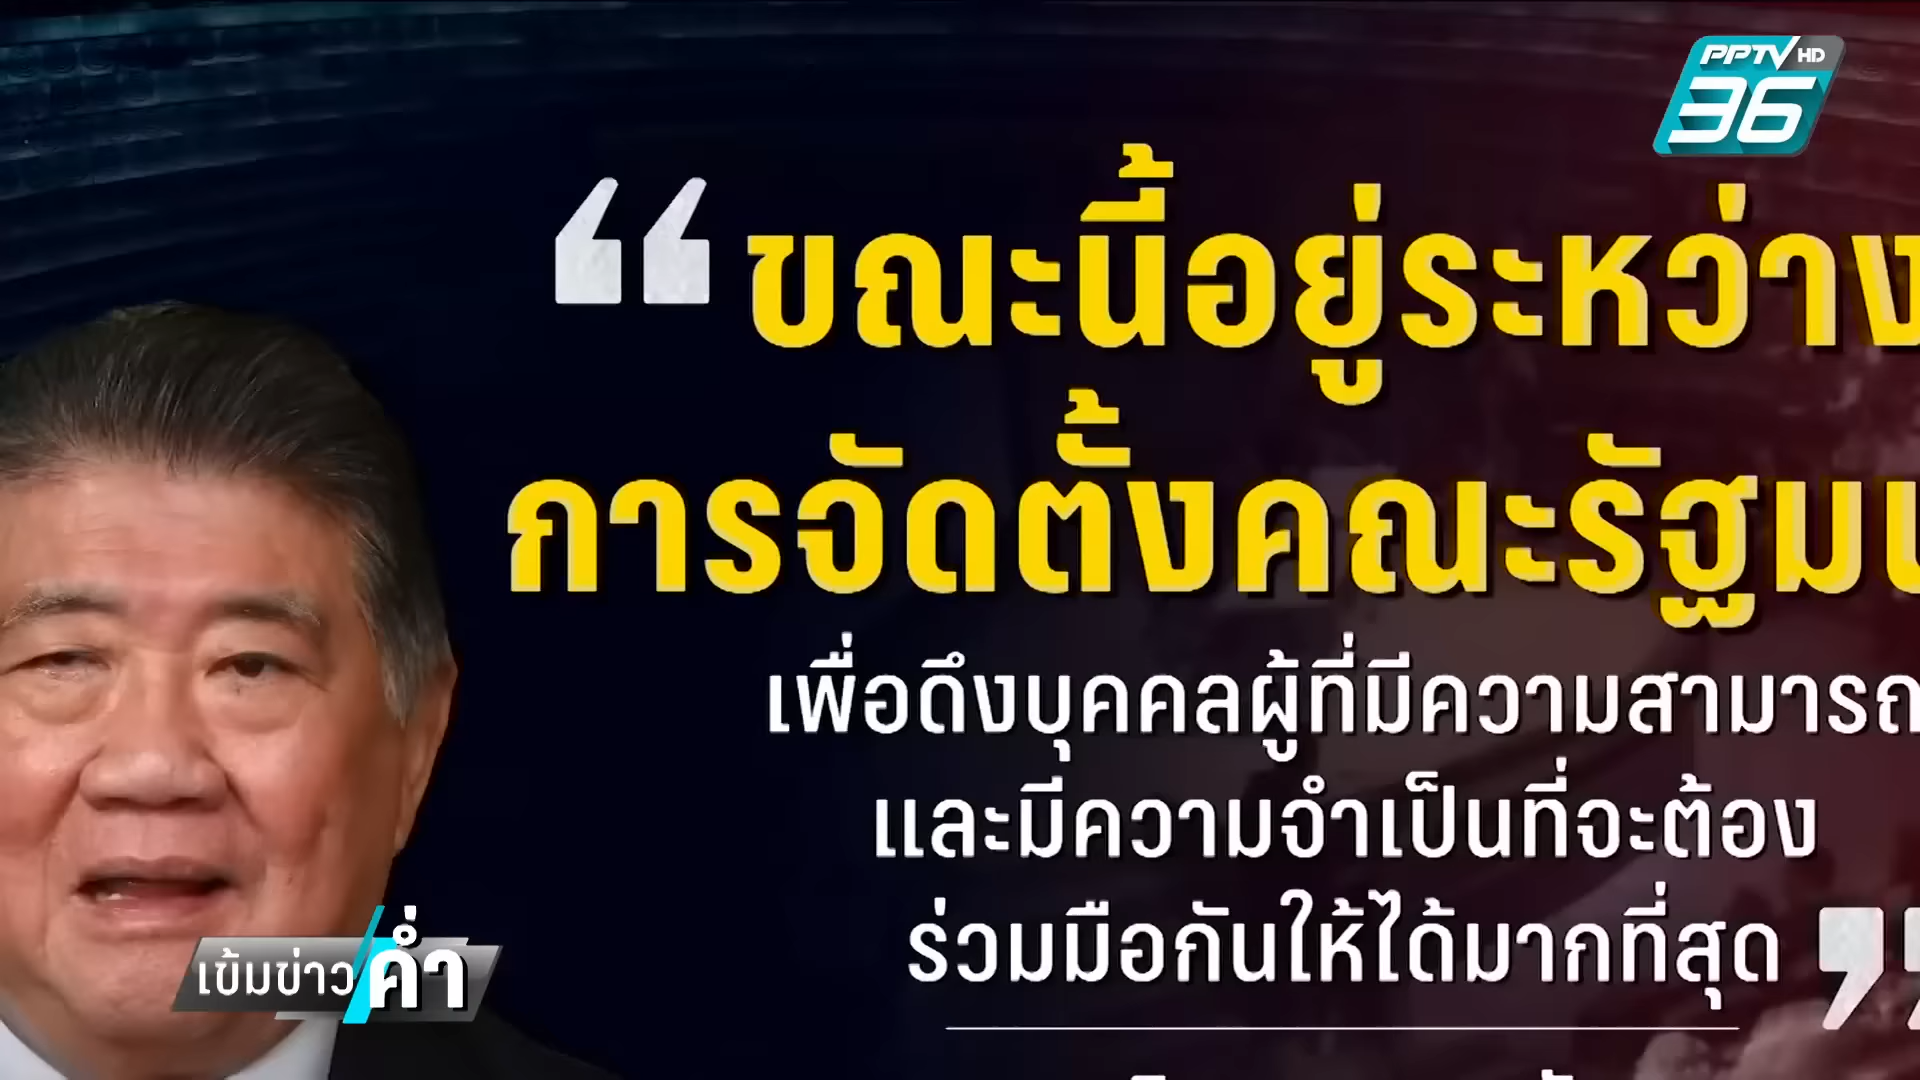 PPTV HD
36
“ขณะนี้อยู่ระหว่าง
การจัดตั้งคณะรัฐม
เพื่อดึงบุคคลผู้ที่มีความสามารถ
และมีความจำเป็นที่จะต้อง
ร่วมมือกันให้ได้มากที่สุด”
เข้มข่าวค่ำ